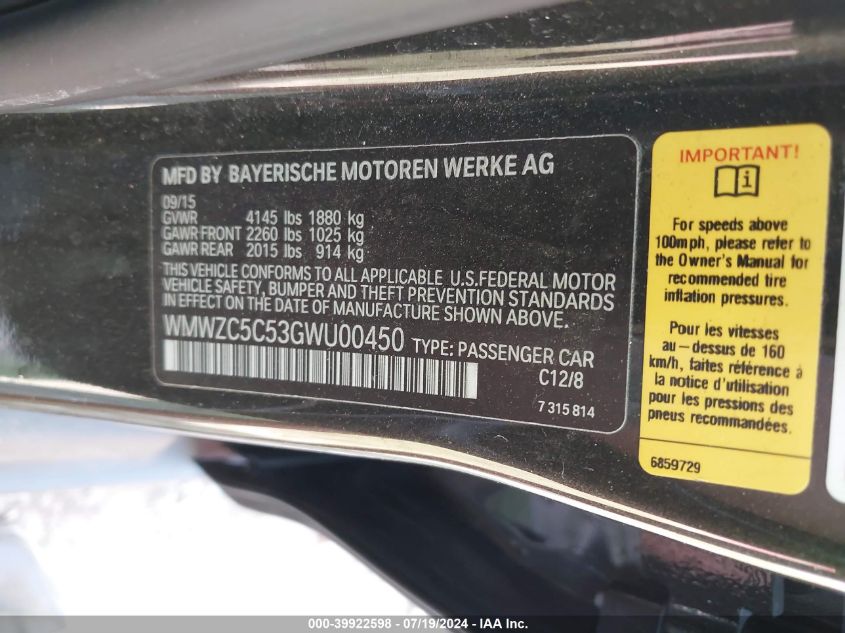 MFD BY BAYERISCHE MOTOREN WERKE AG
09/15
GVWR 4145 lbs 1880 kg
GAWR FRONT 2260 lbs 1025 kg
GAWR REAR 2015 lbs 914 kg
THIS VEHICLE CONFORMS TO ALL APPLICABLE U.S.FEDERAL MOTOR
VEHICLE SAFETY, BUMPER AND THEFT PREVENTION STANDARDS
IN EFFECT ON THE DATE OF MANUFACTURE SHOWN ABOVE.
WMWZC5C53GWU00450 TYPE: PASSENGER CAR
C12/8
7 315 814
IMPORTANT!
i
For speeds above
100mph, please refer to
the Owner's Manual for
recommended tire
inflation pressures.
Pour les vitesses
au-dessus de 160
km/h, faites référence à
la notice d'utilisation
pour les pressions des
pneus recommandés.
6859729
000-39922598 - 07/19/2024 - IAA Inc.